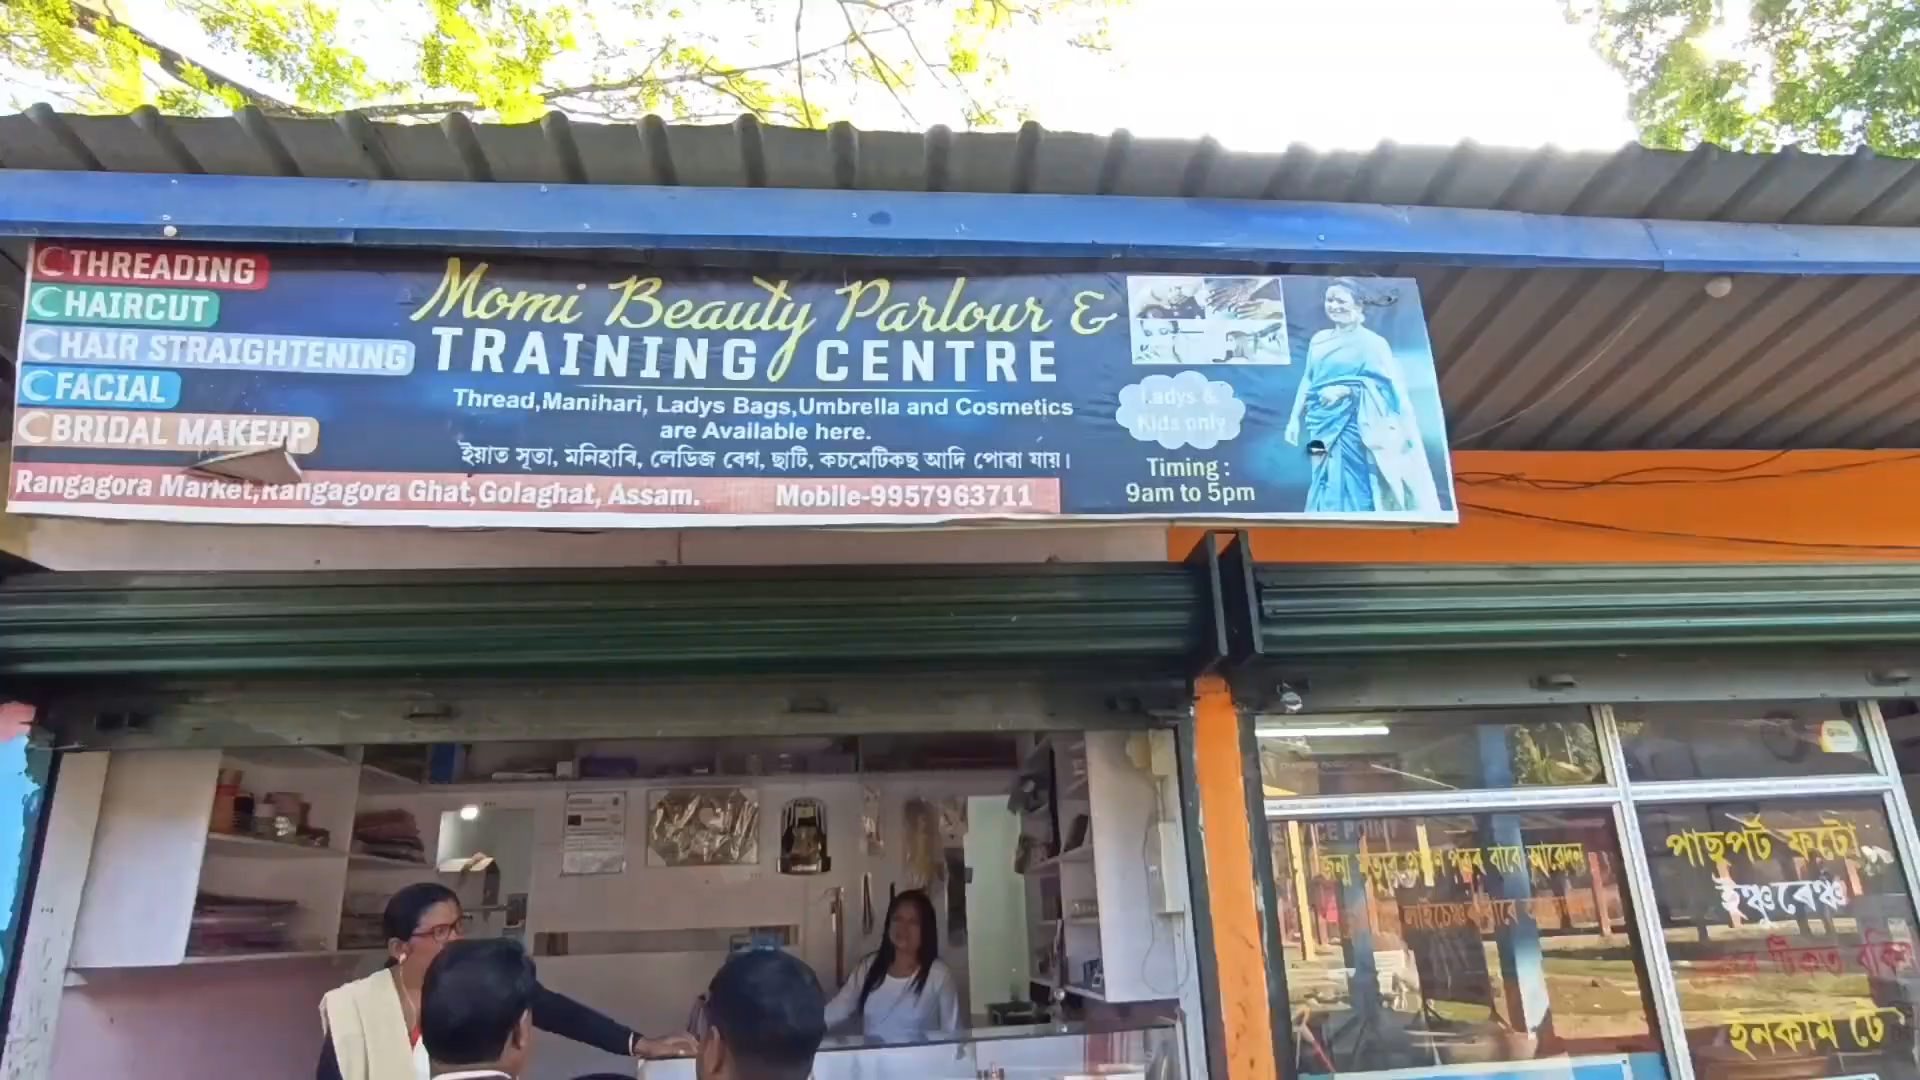 THREADING
HAIRCUT
HAIR STRAIGHTENING
FACIAL
BRIDAL MAKEUP
Momi Beauty Parlour &
TRAINING CENTRE
Thread,Manihari, Ladys Bags,Umbrella and Cosmetics
are Available here.
ইয়াত সূতা, মনিহাৰি, লেডিজ বেগ, ছাটি, কচমেটিকছ আদি পোৱা যায়।
Rangagora Market,Rangagora Ghat,Golaghat, Assam.
Mobile-9957963711
Ladys &
Kids only
Timing :
9am to 5pm
POINT
পাছপৰ্ট ফটো
ইঞ্চুৰেঞ্চ
টিকাত
ইনকাম টে